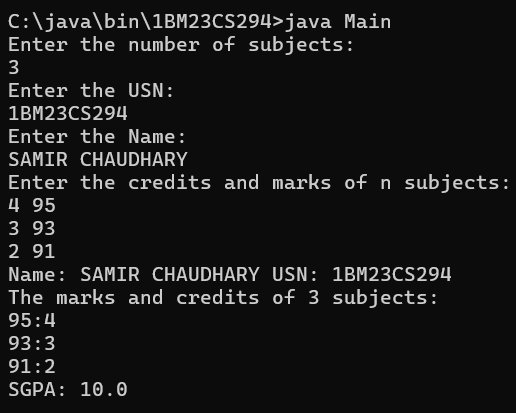 C:\java\bin\1BM23CS294>java Main
Enter the number of subjects:
3
Enter the USN:
1BM23CS294
Enter the Name:
SAMIR CHAUDHARY
Enter the credits and marks of n subjects:
4 95
3 93
2 91
Name: SAMIR CHAUDHARY USN: 1BM23CS294
The marks and credits of 3 subjects:
95:4
93:3
91:2
SGPA: 10.0